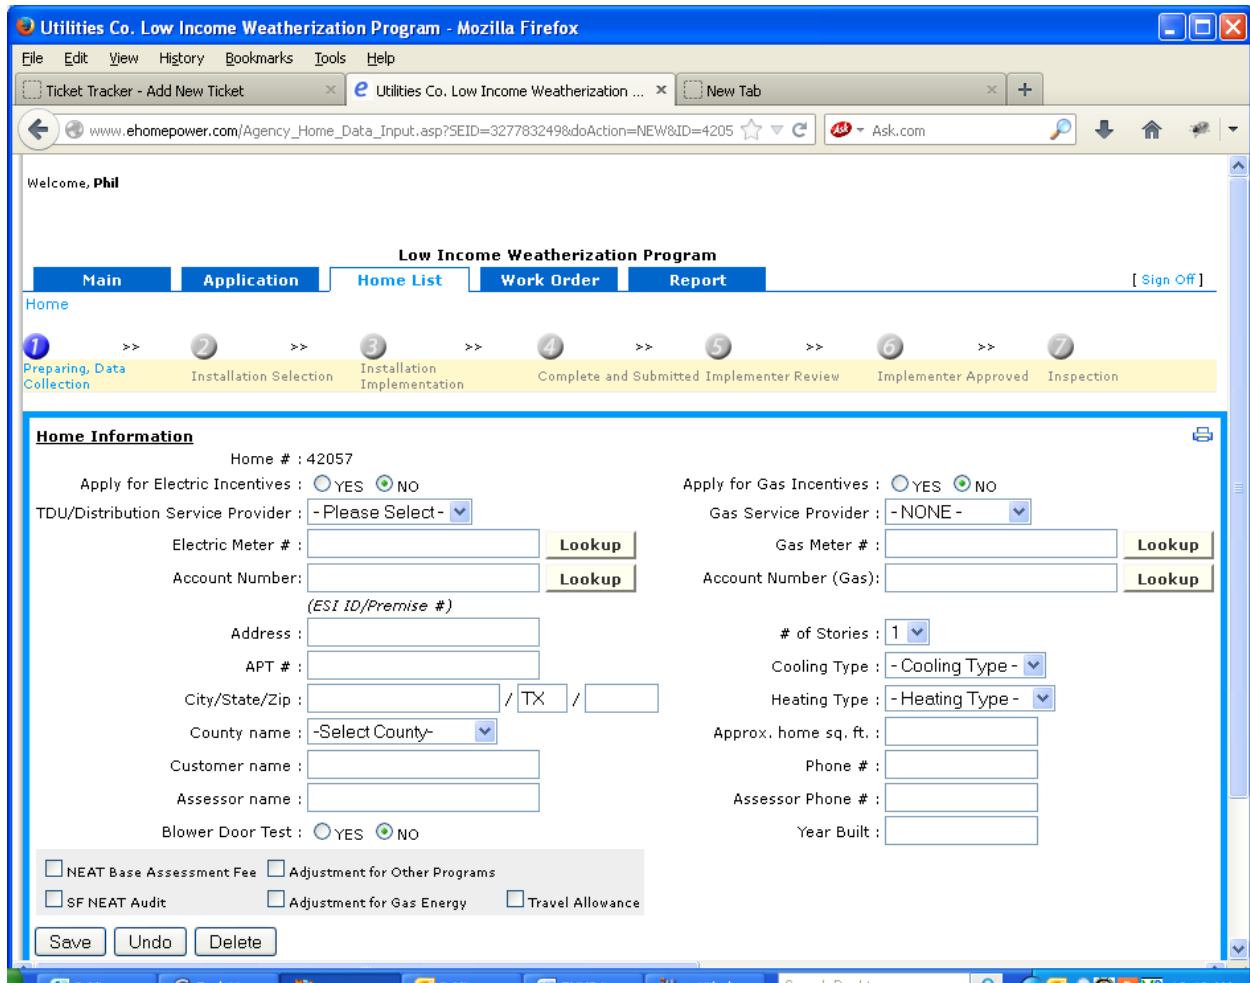 Utilities Co. Low Income Weatherization Program - Mozilla Firefox
File Edit View History Bookmarks Tools Help
Ticket Tracker - Add New Ticket
Utilities Co. Low Income Weatherization ...
New Tab
www.ehomepower.com/Agency_Home_Data_Input.asp?SEID=327783249&doAction=NEW&ID=4205
Ask.com
Welcome, Phil
Low Income Weatherization Program
Main Application Home List Work Order Report [ Sign Off ]
Home
1 >> 2 >> 3 >> 4 >> 5 >> 6 >> 7
Preparing, Data Collection
Installation Selection
Installation Implementation
Complete and Submitted
Implementer Review
Implementer Approved
Inspection
Home Information
Home # : 42057
Apply for Electric Incentives : YES NO Apply for Gas Incentives : YES NO
TDU/Distribution Service Provider : - Please Select - Gas Service Provider : - NONE -
Electric Meter # : Lookup Gas Meter # : Lookup
Account Number: Lookup Account Number (Gas): Lookup
(ESI ID/Premise #)
Address : # of Stories : 1
APT # : Cooling Type : - Cooling Type -
City/State/Zip : / TX / Heating Type : - Heating Type -
County name : -Select County- Approx. home sq. ft. :
Customer name : Phone # :
Assessor name : Assessor Phone # :
Blower Door Test : YES NO Year Built :
NEAT Base Assessment Fee Adjustment for Other Programs
SF NEAT Audit Adjustment for Gas Energy Travel Allowance
Save Undo Delete